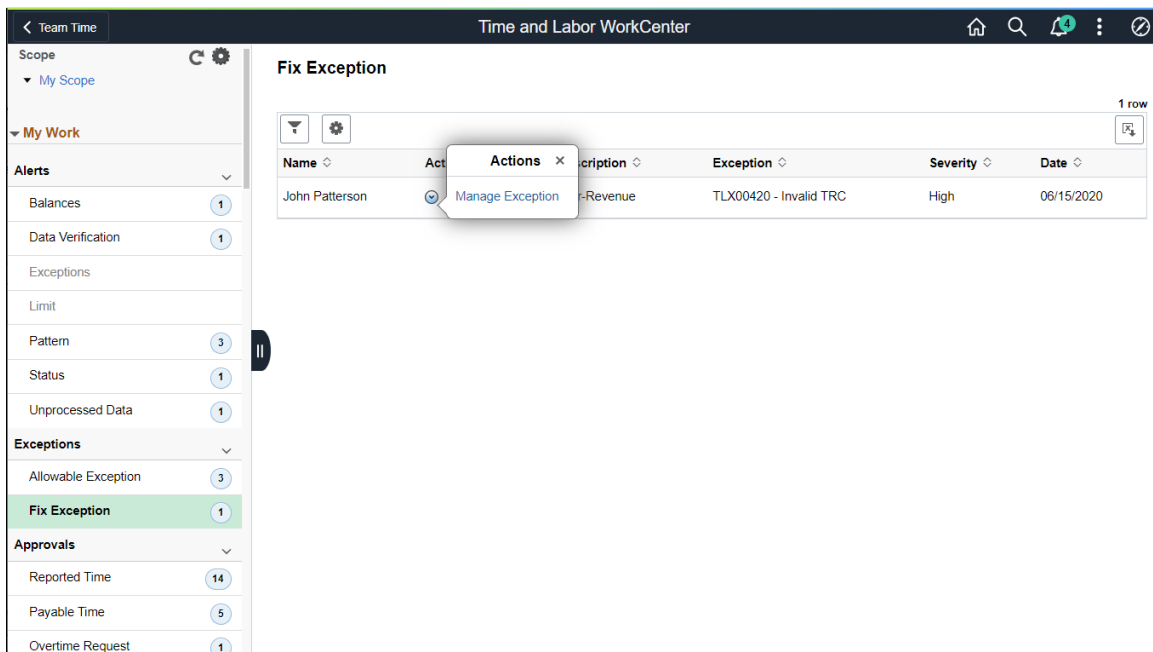 Team Time
Time and Labor WorkCenter
4
Scope
My Scope
My Work
Alerts
Balances 1
Data Verification 1
Exceptions
Limit
Pattern 3
Status 1
Unprocessed Data 1
Exceptions
Allowable Exception 3
Fix Exception 1
Approvals
Reported Time 14
Payable Time 5
Overtime Request 1
Fix Exception
1 row
Name Act Actions × cription Exception Severity Date
John Patterson Manage Exception r-Revenue TLX00420 - Invalid TRC High 06/15/2020